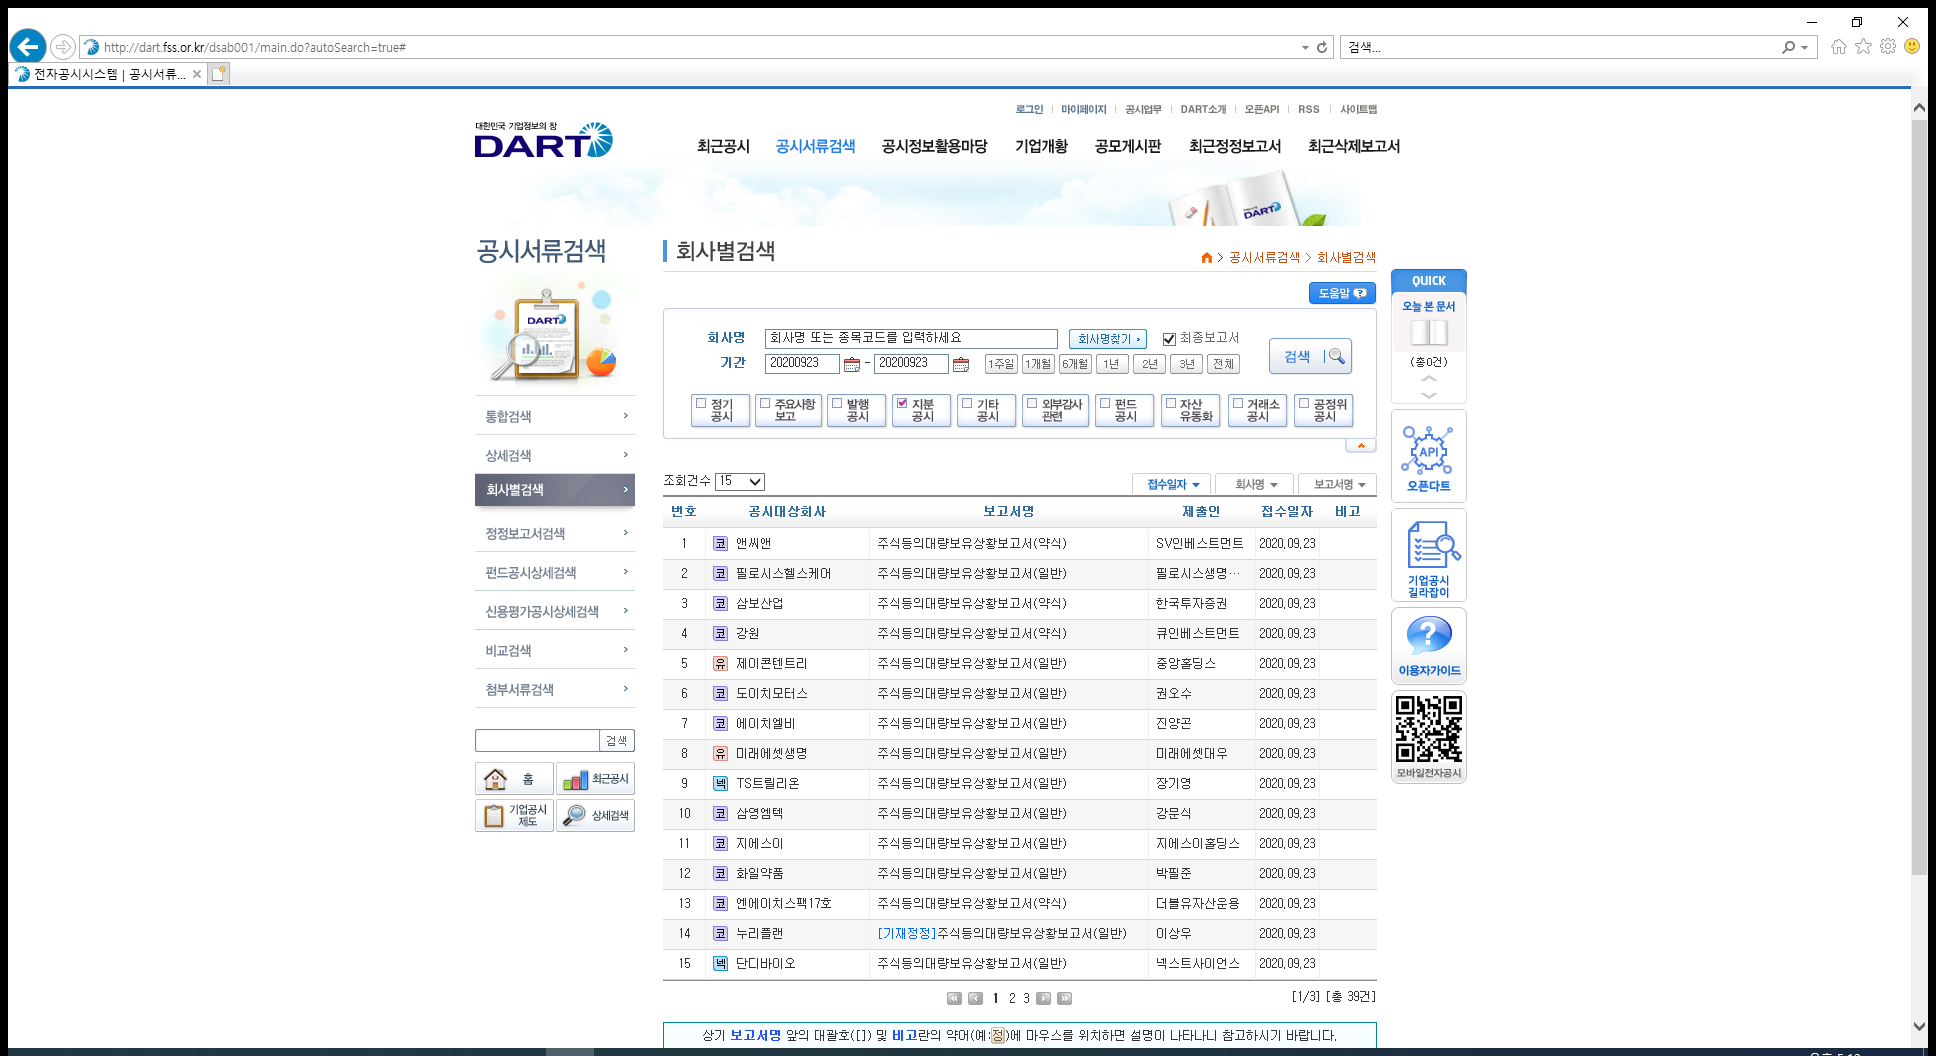 http://dart.fss.or.kr/dsab001/main.do?autoSearch=true#
검색...
전자공시시스템 | 공시서류...
로그인 마이페이지 공시업무 DART소개 오픈API RSS 사이트맵
대한민국 기업정보의 창
DART
최근공시 공시서류검색 공시정보활용마당 기업개황 공모게시판 최근정정보고서 최근삭제보고서
DART
공시서류검색
DART
통합검색
상세검색
회사별검색
정정보고서검색
펀드공시상세검색
신용평가공시상세검색
비교검색
첨부서류검색
검색
홈 최근공시
기업공시
제도
상세검색
회사별검색
> 공시서류검색 > 회사별검색
도움말
회사명 회사명 또는 종목코드를 입력하세요 회사명찾기 최종보고서
기간 20200923 - 20200923 1주일 1개월 6개월 1년 2년 3년 전체
검색
정기
공시
주요사항
보고
발행
공시
지분
공시
기타
공시
외부감사
관련
펀드
공시
자산
유동화
거래소
공시
공정위
공시
조회건수 15 접수일자 회사명 보고서명
번호 공시대상회사 보고서명 제출인 접수일자 비고
1 코 앤씨앤 주식등의대량보유상황보고서(약식) SV인베스트먼트 2020.09.23
2 코 필로시스헬스케어 주식등의대량보유상황보고서(일반) 필로시스생명… 2020.09.23
3 코 삼보산업 주식등의대량보유상황보고서(약식) 한국투자증권 2020.09.23
4 코 강원 주식등의대량보유상황보고서(약식) 큐인베스트먼트 2020.09.23
5 유 제이콘텐트리 주식등의대량보유상황보고서(일반) 중앙홀딩스 2020.09.23
6 코 도이치모터스 주식등의대량보유상황보고서(일반) 권오수 2020.09.23
7 코 에이치엘비 주식등의대량보유상황보고서(일반) 진양곤 2020.09.23
8 유 미래에셋생명 주식등의대량보유상황보고서(일반) 미래에셋대우 2020.09.23
9 넥 TS트릴리온 주식등의대량보유상황보고서(일반) 장기영 2020.09.23
10 코 삼영엠텍 주식등의대량보유상황보고서(일반) 강문식 2020.09.23
11 코 지에스이 주식등의대량보유상황보고서(일반) 지에스이홀딩스 2020.09.23
12 코 화일약품 주식등의대량보유상황보고서(일반) 박필준 2020.09.23
13 코 엔에이치스팩17호 주식등의대량보유상황보고서(약식) 더블유자산운용 2020.09.23
14 코 누리플랜 [기재정정]주식등의대량보유상황보고서(일반) 이상우 2020.09.23
15 넥 단디바이오 주식등의대량보유상황보고서(일반) 넥스트사이언스 2020.09.23
1 2 3
[1/3] [총 39건]
상기 보고서명 앞의 대괄호([]) 및 비고란의 약어(예:정)에 마우스를 위치하면 설명이 나타나니 참고하시기 바랍니다.
QUICK
오늘 본 문서
(총0건)
API
오픈다트
기업공시
길라잡이
이용자가이드
모바일전자공시